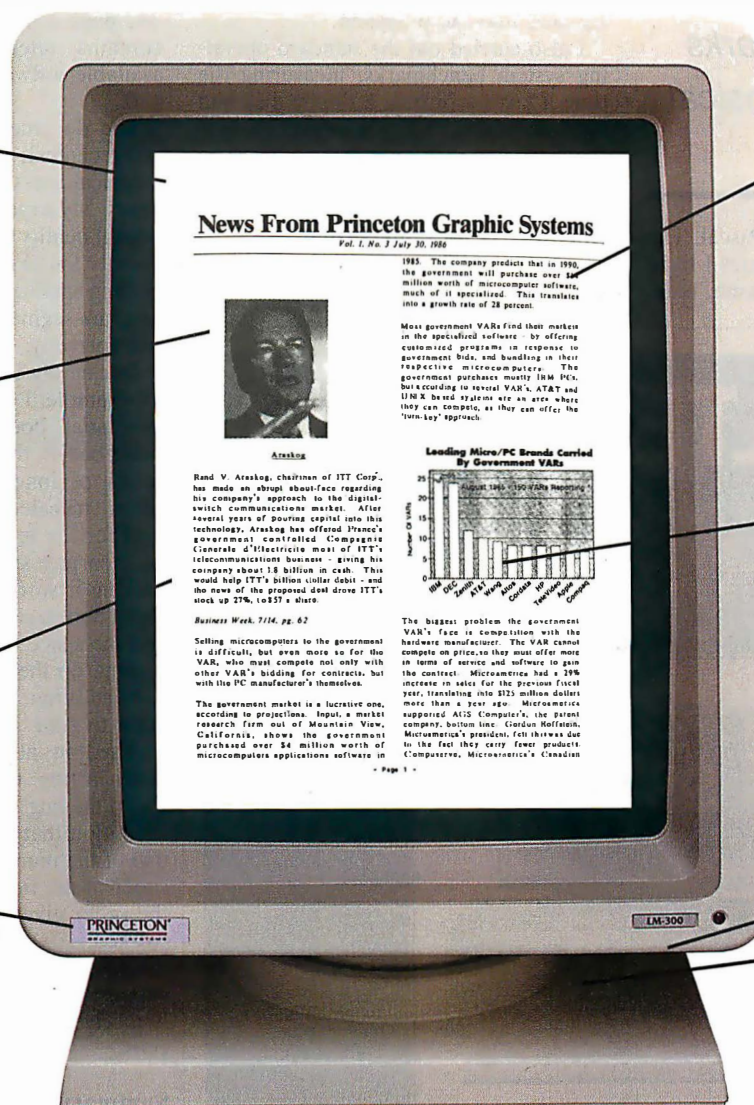 News From Princeton Graphic Systems
Vol. 1. No. 3 July 30, 1986
Araskog
Rand V. Araskog, chairman of ITT Corp.,
has made an abrupt about-face regarding
his company's approach to the digital-
switch communications market. After
several years of pouring capital into this
technology, Araskog has offered France's
government controlled Compagnie
Generale d'Electricite most of ITT's
telecommunications business - giving his
company about 1.8 billion in cash. This
would help ITT's billion dollar debit - and
the news of the proposed deal drove ITT's
stock up 27%, to $57 a share.
Business Week, 7/14, pg. 62
Selling microcomputers to the government
is difficult, but even more so for the
VAR, who must compete not only with
other VAR's bidding for contracts, but
with the PC manufacturer's themselves.
The government market is a lucrative one,
according to projections. Input, a market
research firm out of Mountain View,
California, shows the government
purchased over $4 million worth of
microcomputers applications software in
1985. The company predicts that in 1990,
the government will purchase over
million worth of microcomputer software,
much of it specialized. This translates
into a growth rate of 28 percent.
Most government VARs find their markets
in the specialized software - by offering
customized programs in response to
government bids, and bundling in their
respective microcomputers. The
government purchases mostly IBM PC's,
but according to several VAR's, AT&T and
UNIX based systems are an area where
they can compete, as they can offer the
'turn-key' approach.
Leading Micro/PC Brands Carried
By Government VARs
August 1985 - 150 VARs Reporting
Number Of VARs
25
20
15
10
5
0
IBM DEC Zenith AT&T Wang Altos Cordata HP TeleVideo Apple Compaq
The biggest problem the government
VAR's face is competition with the
hardware manufacturer. The VAR cannot
compete on price, so they must offer more
in terms of service and software to gain
the contract. Microamerica had a 29%
increase in sales for the previous fiscal
year, translating into $125 million dollars
more than a year ago. Microamerica
supported AGS Computer's, the parent
company, bottom line. Gordon Hoffstein,
Microamerica's president, felt this was due
to the fact they carry fewer products.
Compuserve, Microamerica's Canadian
- Page 1 -
PRINCETON
GRAPHIC SYSTEMS
LM-300